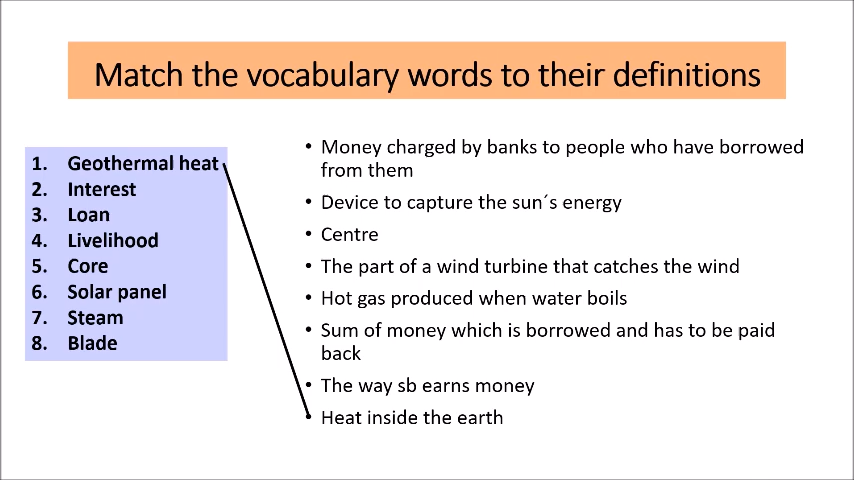 Match the vocabulary words to their definitions
1. Geothermal heat
2. Interest
3. Loan
4. Livelihood
5. Core
6. Solar panel
7. Steam
8. Blade
• Money charged by banks to people who have borrowed
from them
• Device to capture the sun´s energy
• Centre
• The part of a wind turbine that catches the wind
• Hot gas produced when water boils
• Sum of money which is borrowed and has to be paid
back
• The way sb earns money
• Heat inside the earth